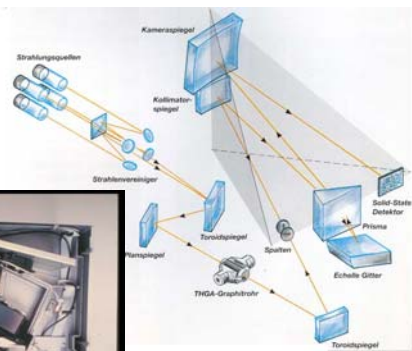 Kameraspiegel
Strahlungsquellen
Kollimator-
spiegel
Strahlenvereiniger
Solid-State
Detektor
Prisma
Toroidspiegel
Planspiegel
Spalten
Echelle Gitter
THGA-Graphitrohr
Toroidspiegel